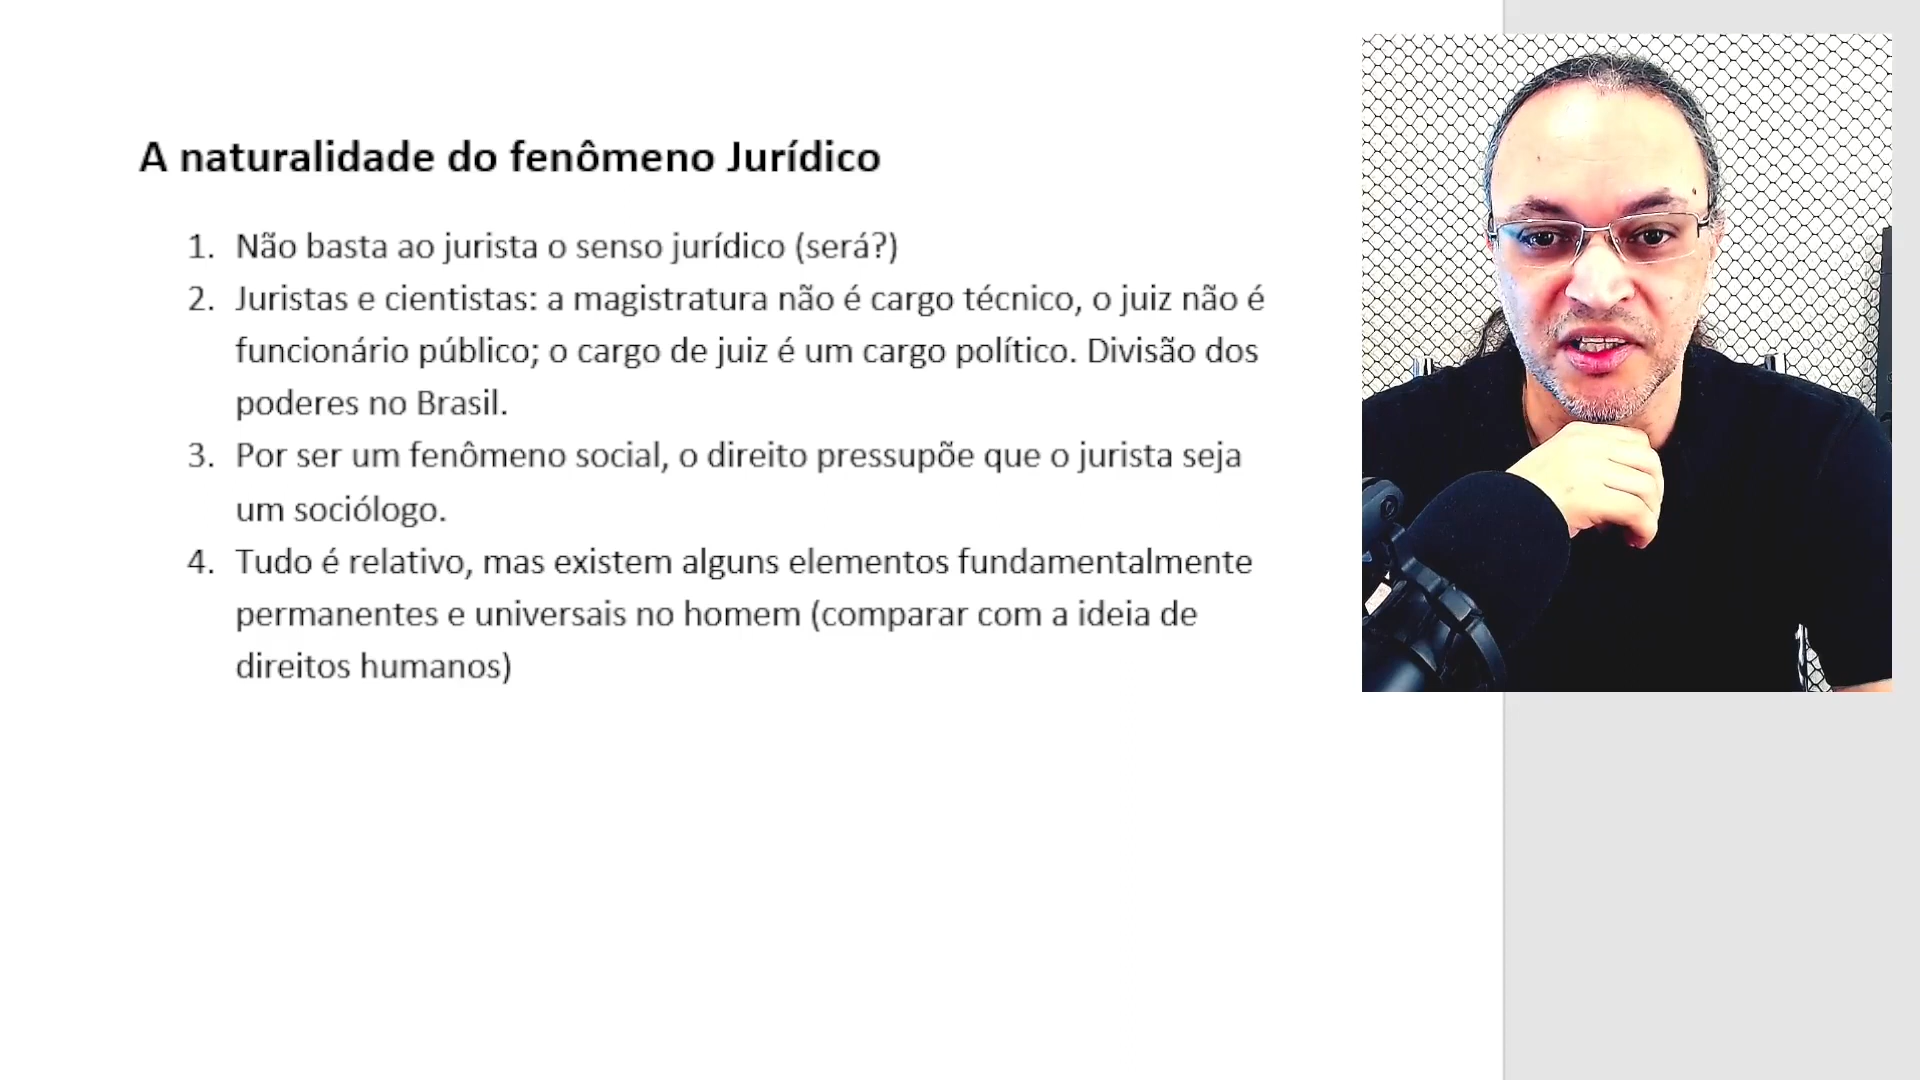 A naturalidade do fenômeno Jurídico
1. Não basta ao jurista o senso jurídico (será?)
2. Juristas e cientistas: a magistratura não é cargo técnico, o juiz não é
funcionário público; o cargo de juiz é um cargo político. Divisão dos
poderes no Brasil.
3. Por ser um fenômeno social, o direito pressupõe que o jurista seja
um sociólogo.
4. Tudo é relativo, mas existem alguns elementos fundamentalmente
permanentes e universais no homem (comparar com a ideia de
direitos humanos)